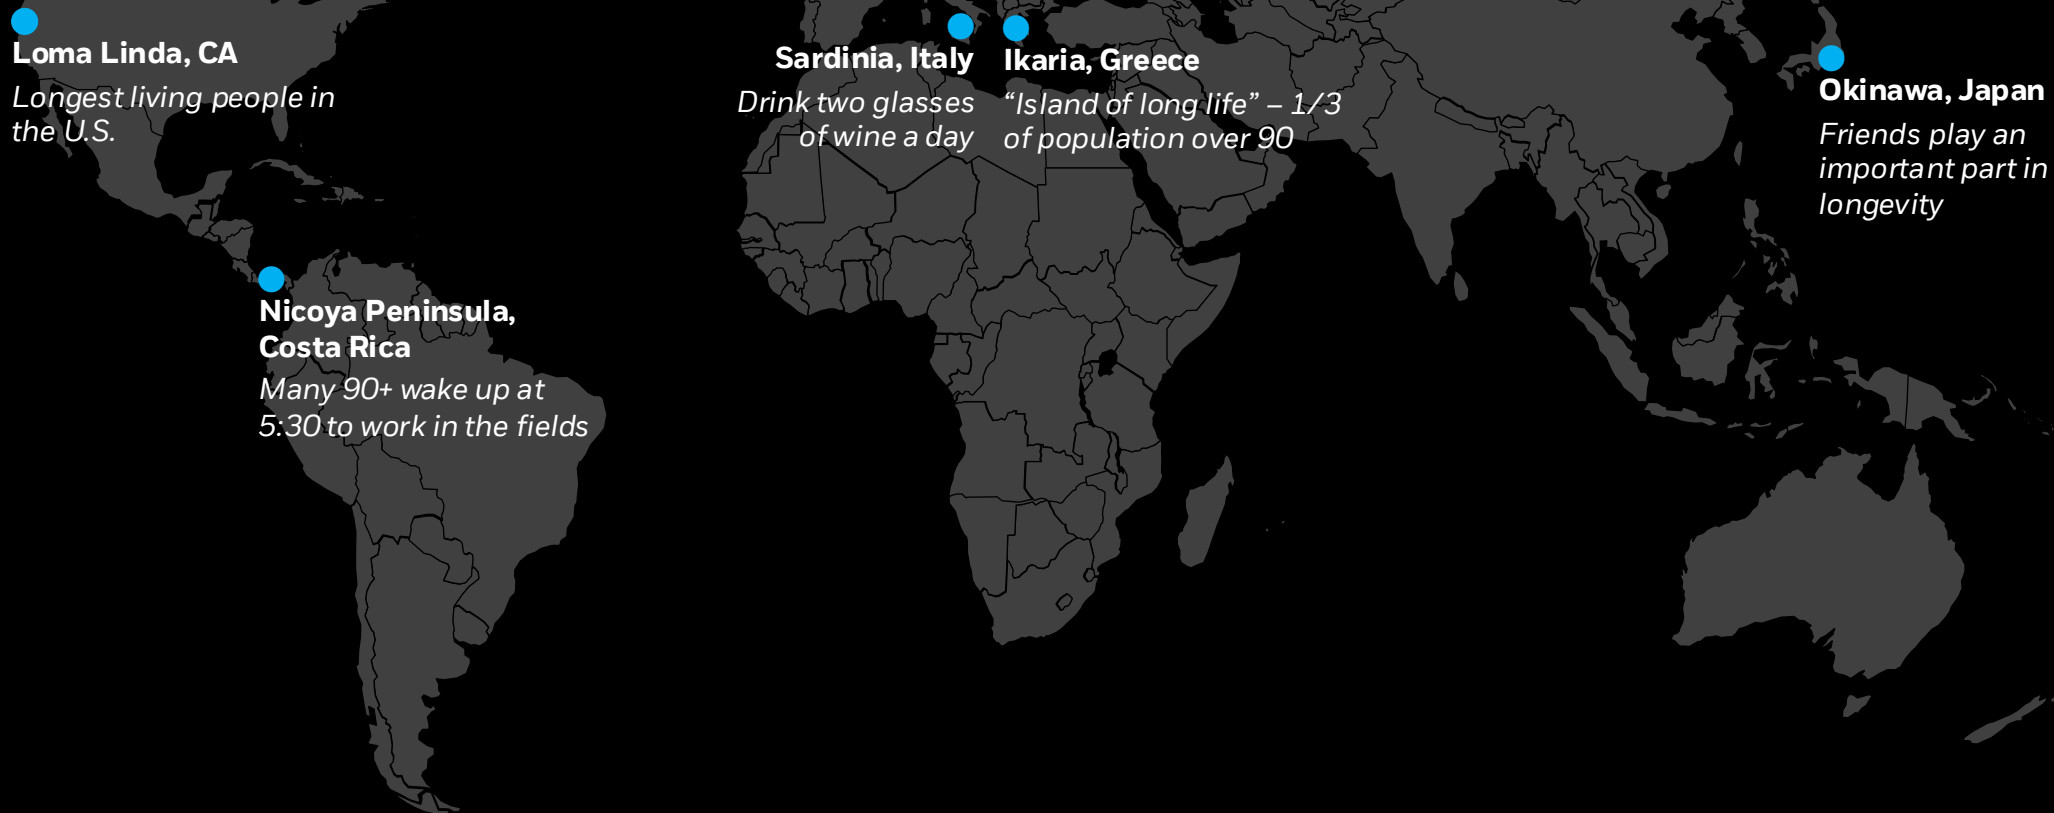 Loma Linda, CA
Longest living people in
the U.S.
Sardinia, Italy
Drink two glasses
of wine a day
Ikaria, Greece
“Island of long life” – 1/3
of population over 90
Okinawa, Japan
Friends play an
important part in
longevity
Nicoya Peninsula,
Costa Rica
Many 90+ wake up at
5:30 to work in the fields